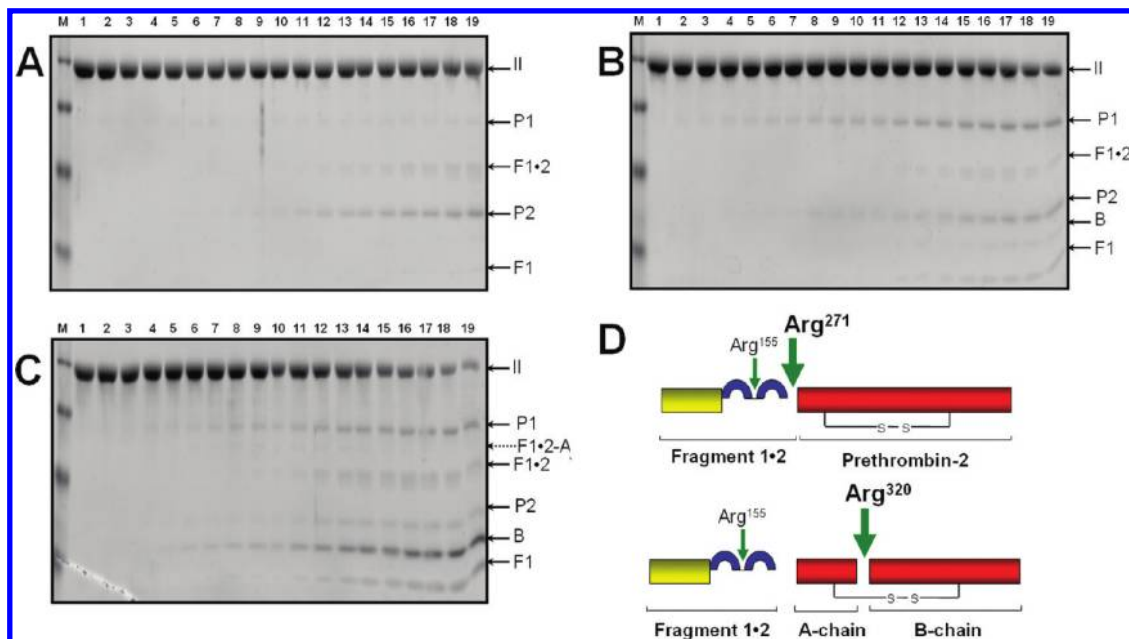 M 1 2 3 4 5 6 7 8 9 10 11 12 13 14 15 16 17 18 19
A
II
P1
F1•2
P2
F1
M 1 2 3 4 5 6 7 8 9 10 11 12 13 14 15 16 17 18 19
B
II
P1
F1•2
P2
B
F1
M 1 2 3 4 5 6 7 8 9 10 11 12 13 14 15 16 17 18 19
C
II
P1
F1•2-A
F1•2
P2
B
F1
D
Arg271
Arg155
S S
Fragment 1•2 Prethrombin-2
Arg320
Arg155
S S
Fragment 1•2 A-chain B-chain